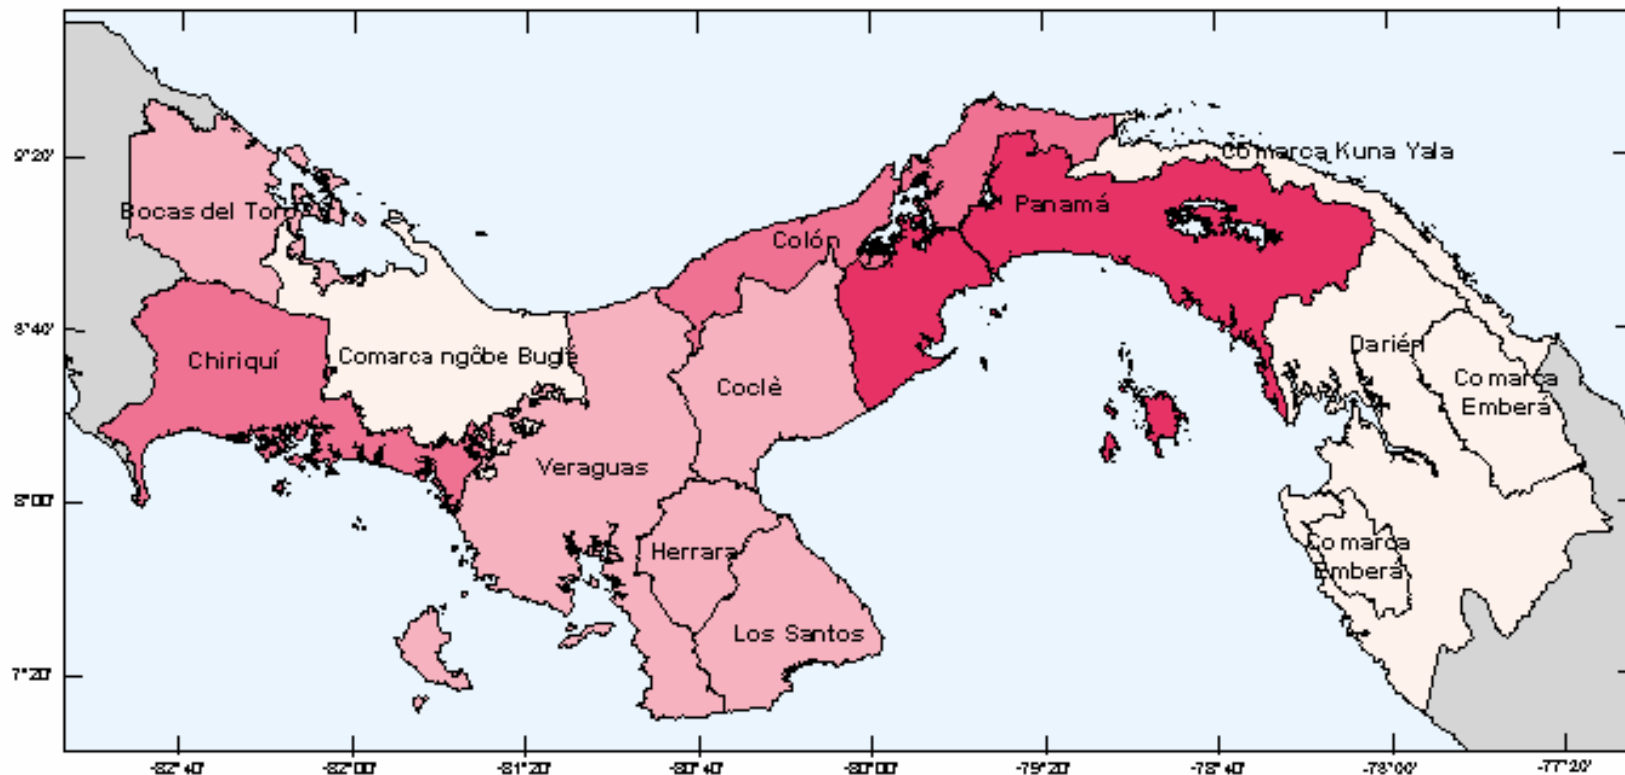 Comarca Kuna Yala
9°20'
Bocas del Toro
Panamá
Colón
8°40'
Chiriquí
Comarca ngôbe Buglé
Coclè
Darién
Comarca
Emberá
Veraguas
8°00'
Herrara
Comarca
Emberá
Los Santos
7°20'
-82°40' -82°00' -81°20' -80°40' -80°00' -79°20' -78°40' -78°00' -77°20'